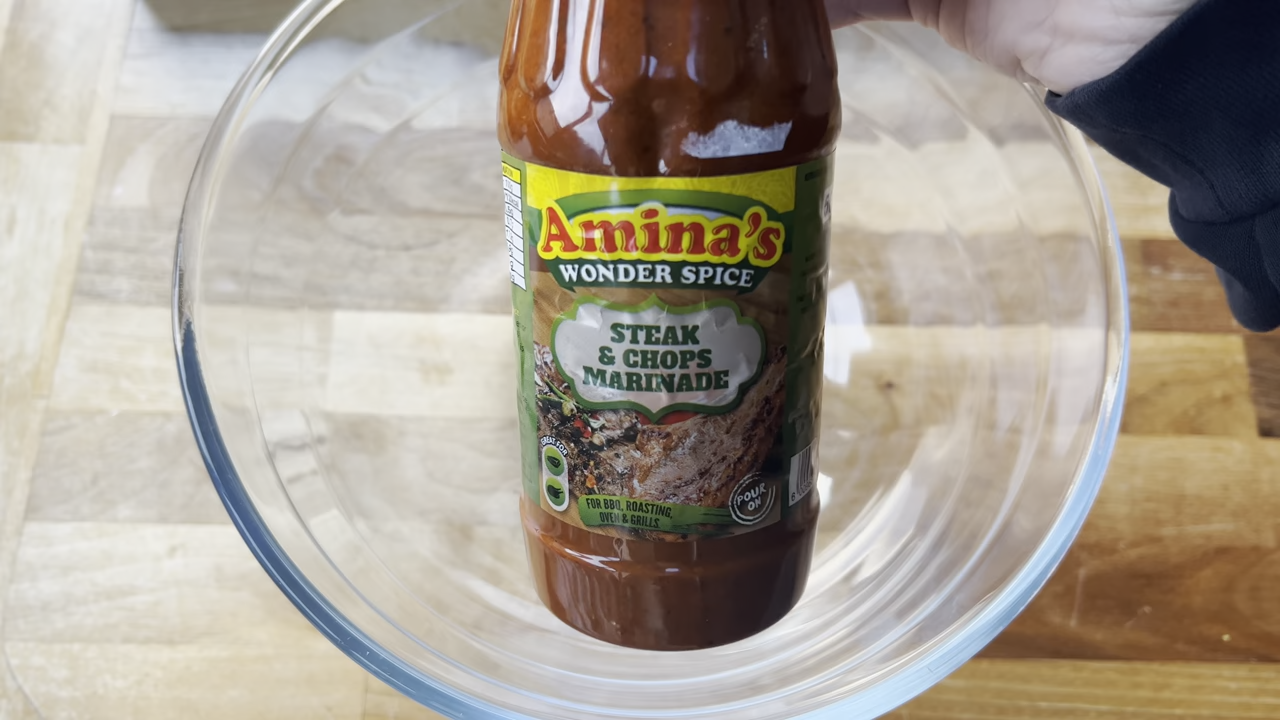 Amina's
WONDER SPICE
STEAK
& CHOPS
MARINADE
GREAT FOR
FOR BBQ, ROASTING,
OVEN & GRILLS
POUR
ON